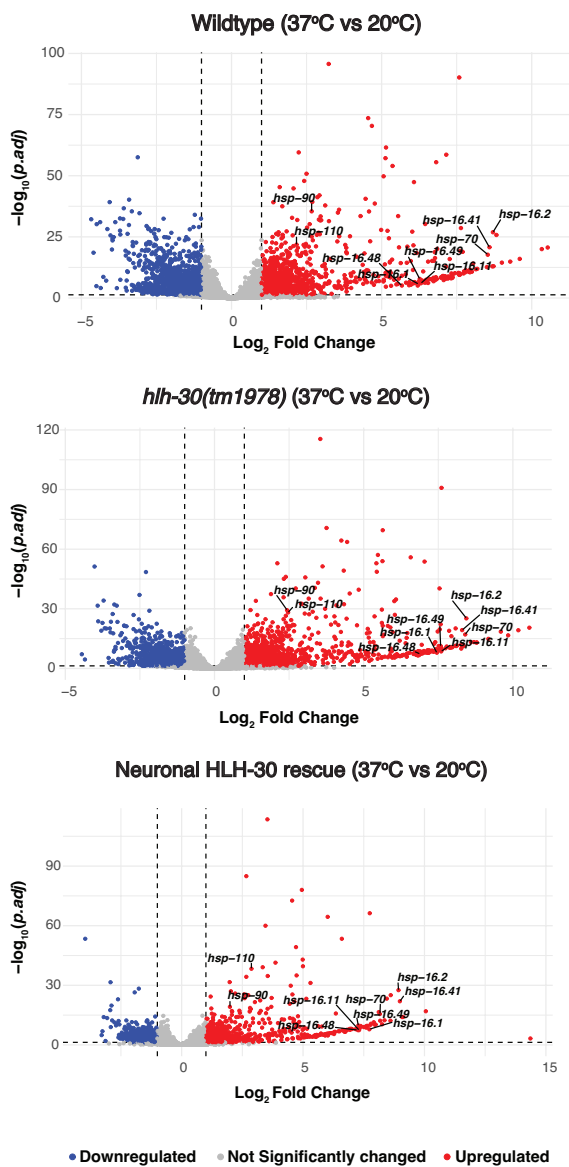 Wildtype (37ºC vs 20ºC)
100
75
50
25
0
−log10(p.adj)
hsp−90
hsp−110
hsp−16.41
hsp−16.2
hsp−70
hsp−16.48
hsp−16.49
hsp−16.1
hsp−16.11
−5
0
5
10
Log2 Fold Change
hlh-30(tm1978) (37ºC vs 20ºC)
120
90
60
30
0
−log10(p.adj)
hsp−90
hsp−110
hsp−16.2
hsp−16.41
hsp−16.49
hsp−70
hsp−16.1
hsp−16.11
hsp−16.48
−5
0
5
10
Log2 Fold Change
Neuronal HLH-30 rescue (37ºC vs 20ºC)
90
60
30
0
−log10(p.adj)
hsp−110
hsp−90
hsp−16.2
hsp−16.41
hsp−16.11
hsp−70
hsp−16.49
hsp−16.48
hsp−16.1
0
5
10
15
Log2 Fold Change
Downregulated Not Significantly changed Upregulated